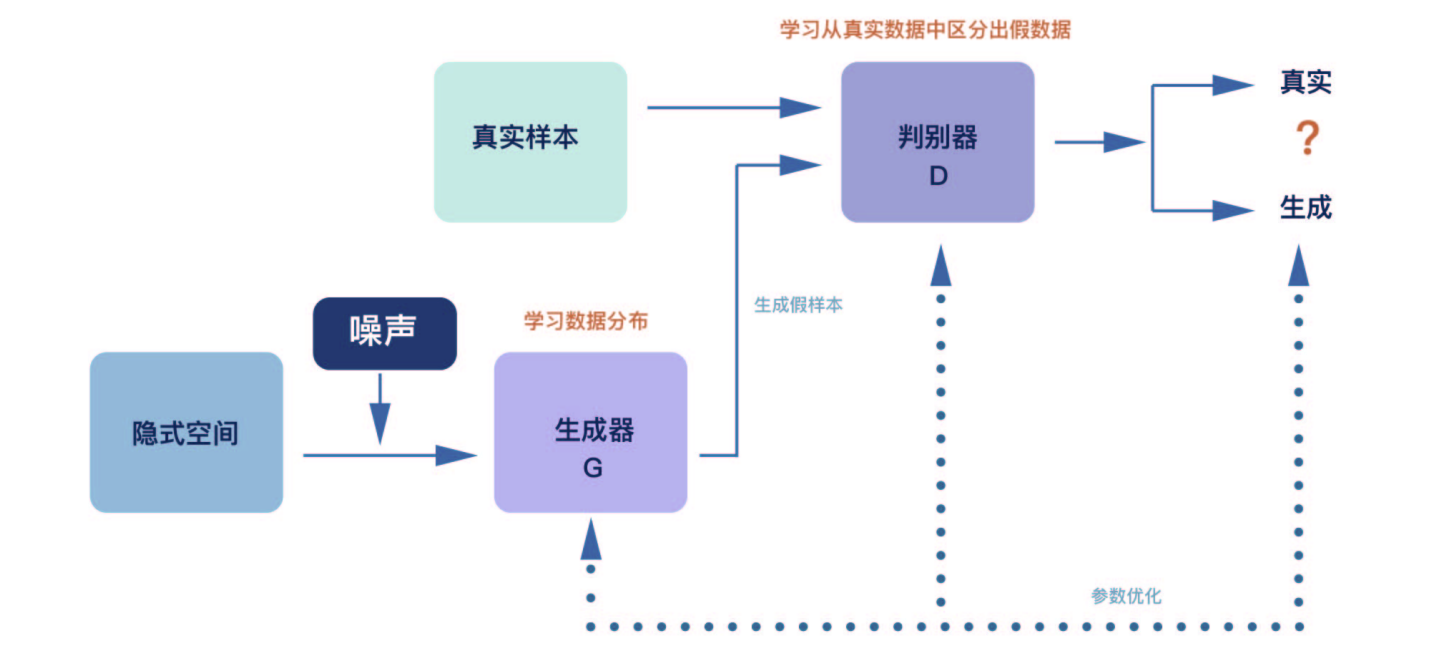 学习从真实数据中区分出假数据
真实样本
判别器
D
真实
?
生成
噪声
学习数据分布
生成假样本
隐式空间
生成器
G
参数优化